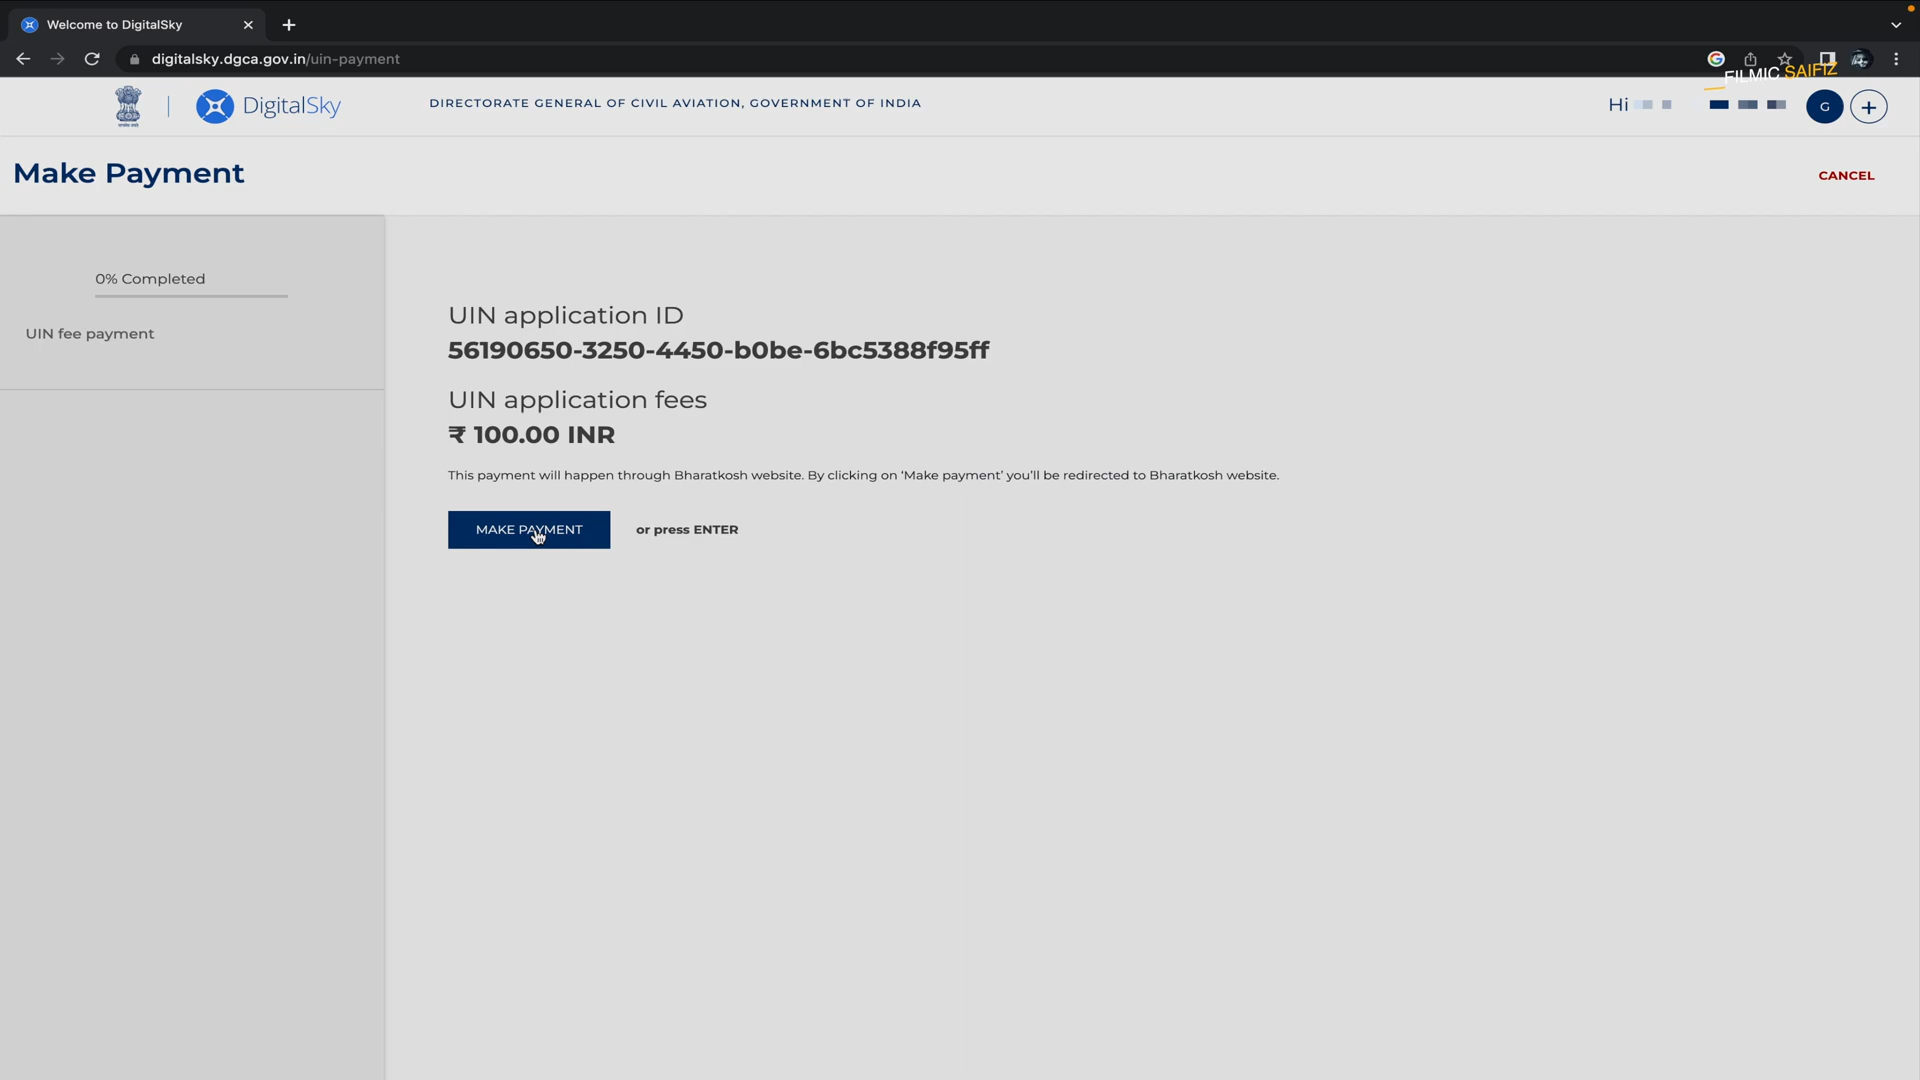 Welcome to DigitalSky
digitalsky.dgca.gov.in/uin-payment
FILMIC SAIFIZ
DigitalSky
DIRECTORATE GENERAL OF CIVIL AVIATION, GOVERNMENT OF INDIA
Hi
G
Make Payment
CANCEL
0% Completed
UIN fee payment
UIN application ID
56190650-3250-4450-b0be-6bc5388f95ff
UIN application fees
₹ 100.00 INR
This payment will happen through Bharatkosh website. By clicking on ‘Make payment’ you’ll be redirected to Bharatkosh website.
MAKE PAYMENT
or press ENTER